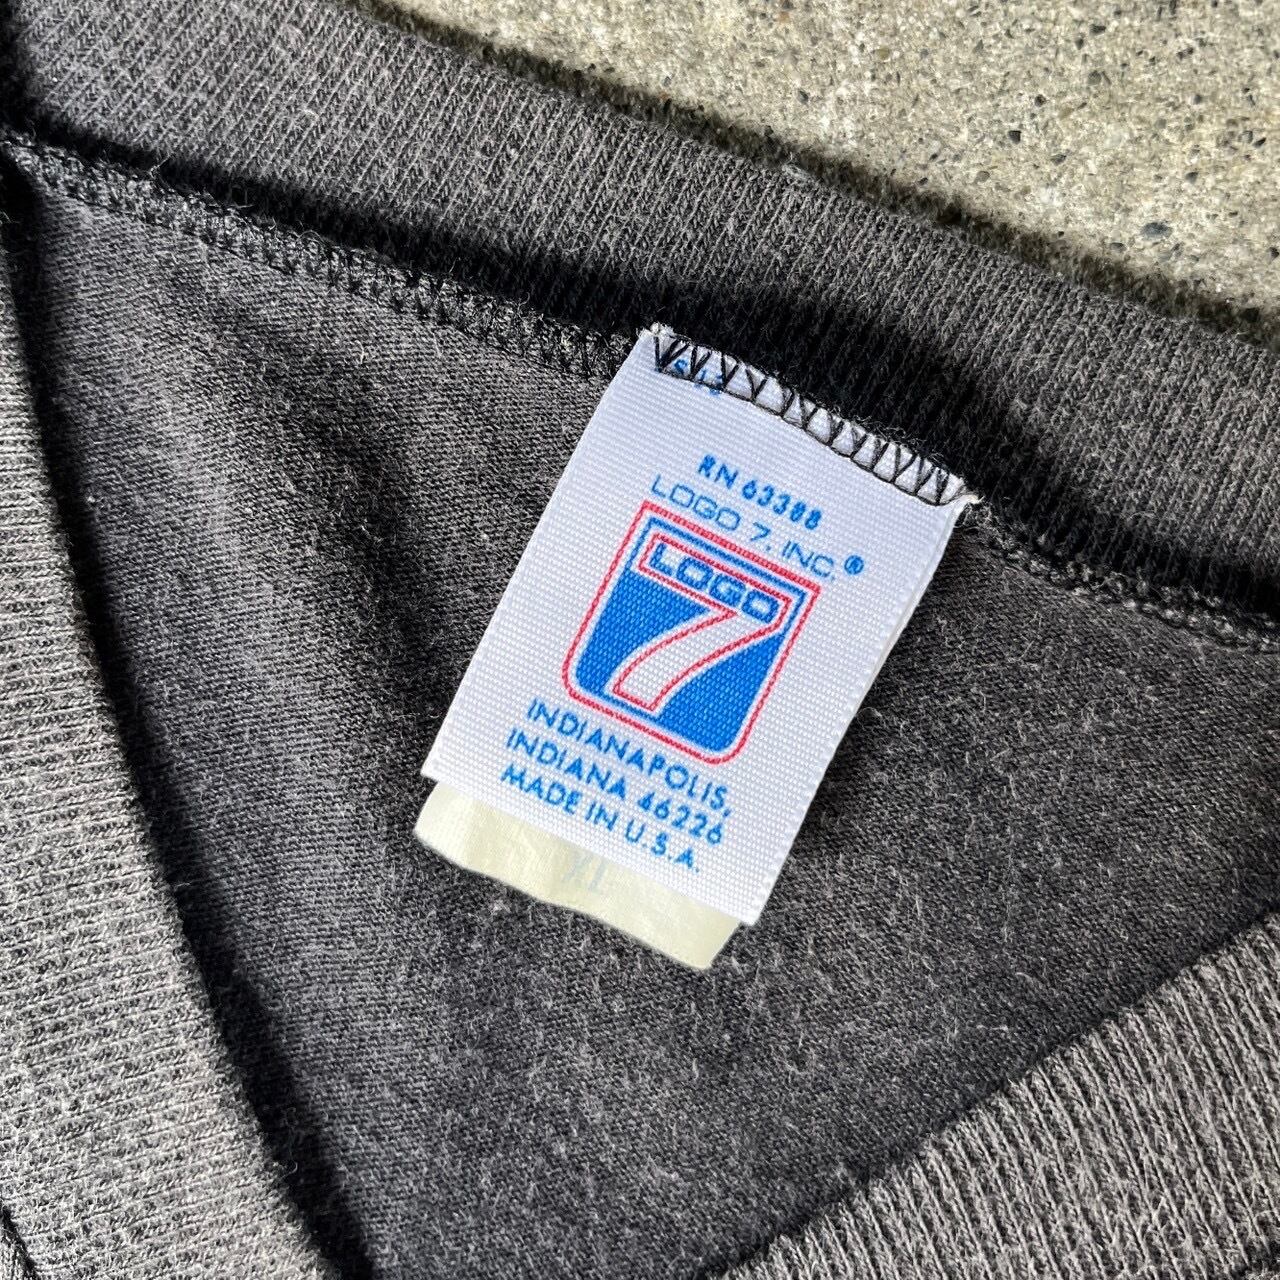 RN 63388
LOGO 7, INC.®
LOGO
7
INDIANAPOLIS,
INDIANA 46226
MADE IN U.S.A.
XL